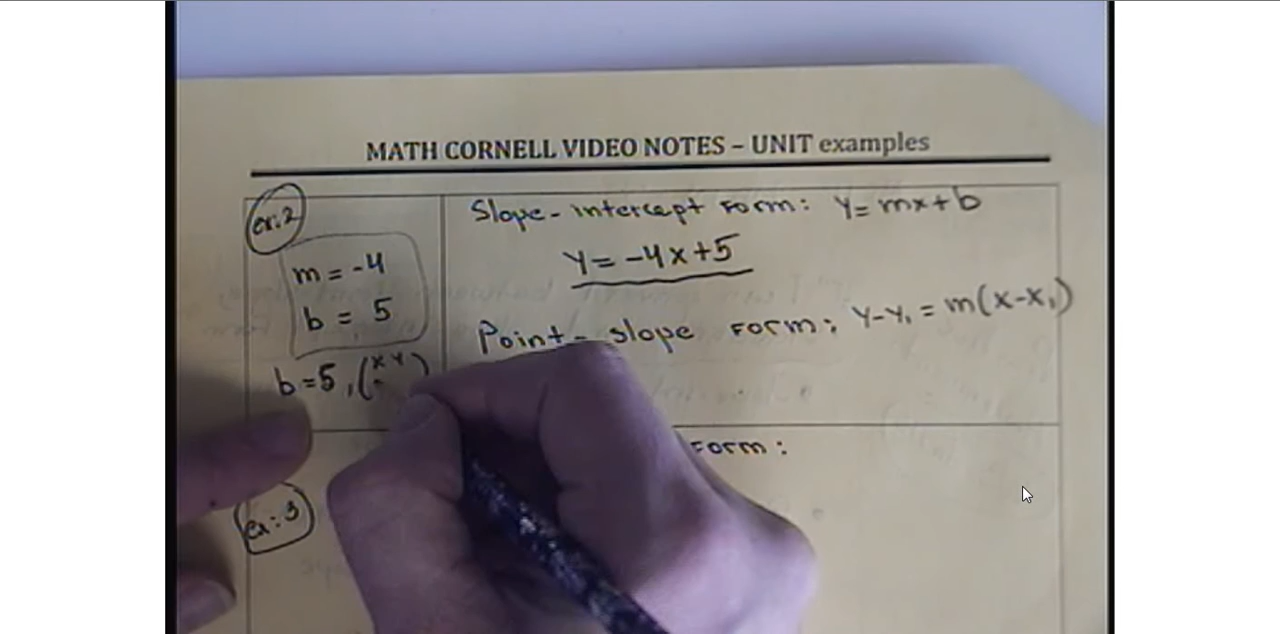 MATH CORNELL VIDEO NOTES – UNIT examples
ex:2
m = -4
b = 5
b = 5, (x y)
Slope-intercept Form: y = mx + b
y = -4x + 5
Point-slope Form: y - y₁ = m(x - x₁)
Form:
ex:3